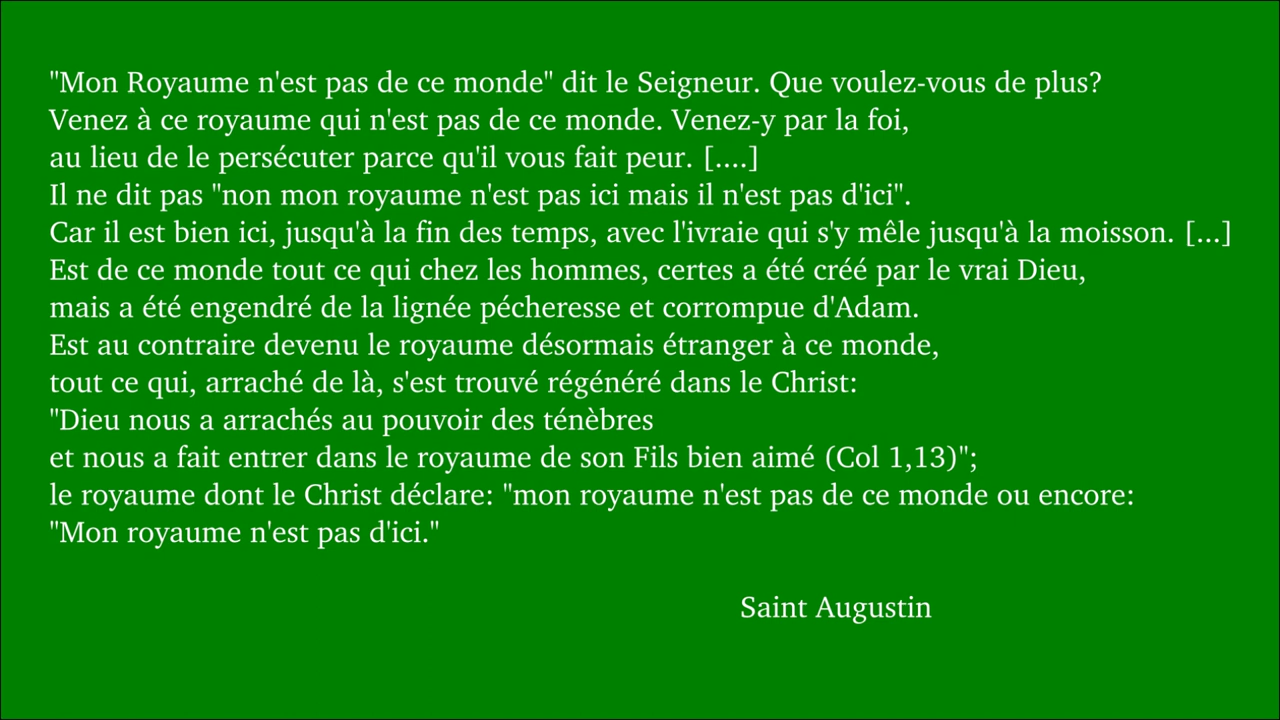 "Mon Royaume n'est pas de ce monde" dit le Seigneur. Que voulez-vous de plus?
Venez à ce royaume qui n'est pas de ce monde. Venez-y par la foi,
au lieu de le persécuter parce qu'il vous fait peur. [....]
Il ne dit pas "non mon royaume n'est pas ici mais il n'est pas d'ici".
Car il est bien ici, jusqu'à la fin des temps, avec l'ivraie qui s'y mêle jusqu'à la moisson. [...]
Est de ce monde tout ce qui chez les hommes, certes a été créé par le vrai Dieu,
mais a été engendré de la lignée pécheresse et corrompue d'Adam.
Est au contraire devenu le royaume désormais étranger à ce monde,
tout ce qui, arraché de là, s'est trouvé régénéré dans le Christ:
"Dieu nous a arrachés au pouvoir des ténèbres
et nous a fait entrer dans le royaume de son Fils bien aimé (Col 1,13)";
le royaume dont le Christ déclare: "mon royaume n'est pas de ce monde ou encore:
"Mon royaume n'est pas d'ici."
Saint Augustin